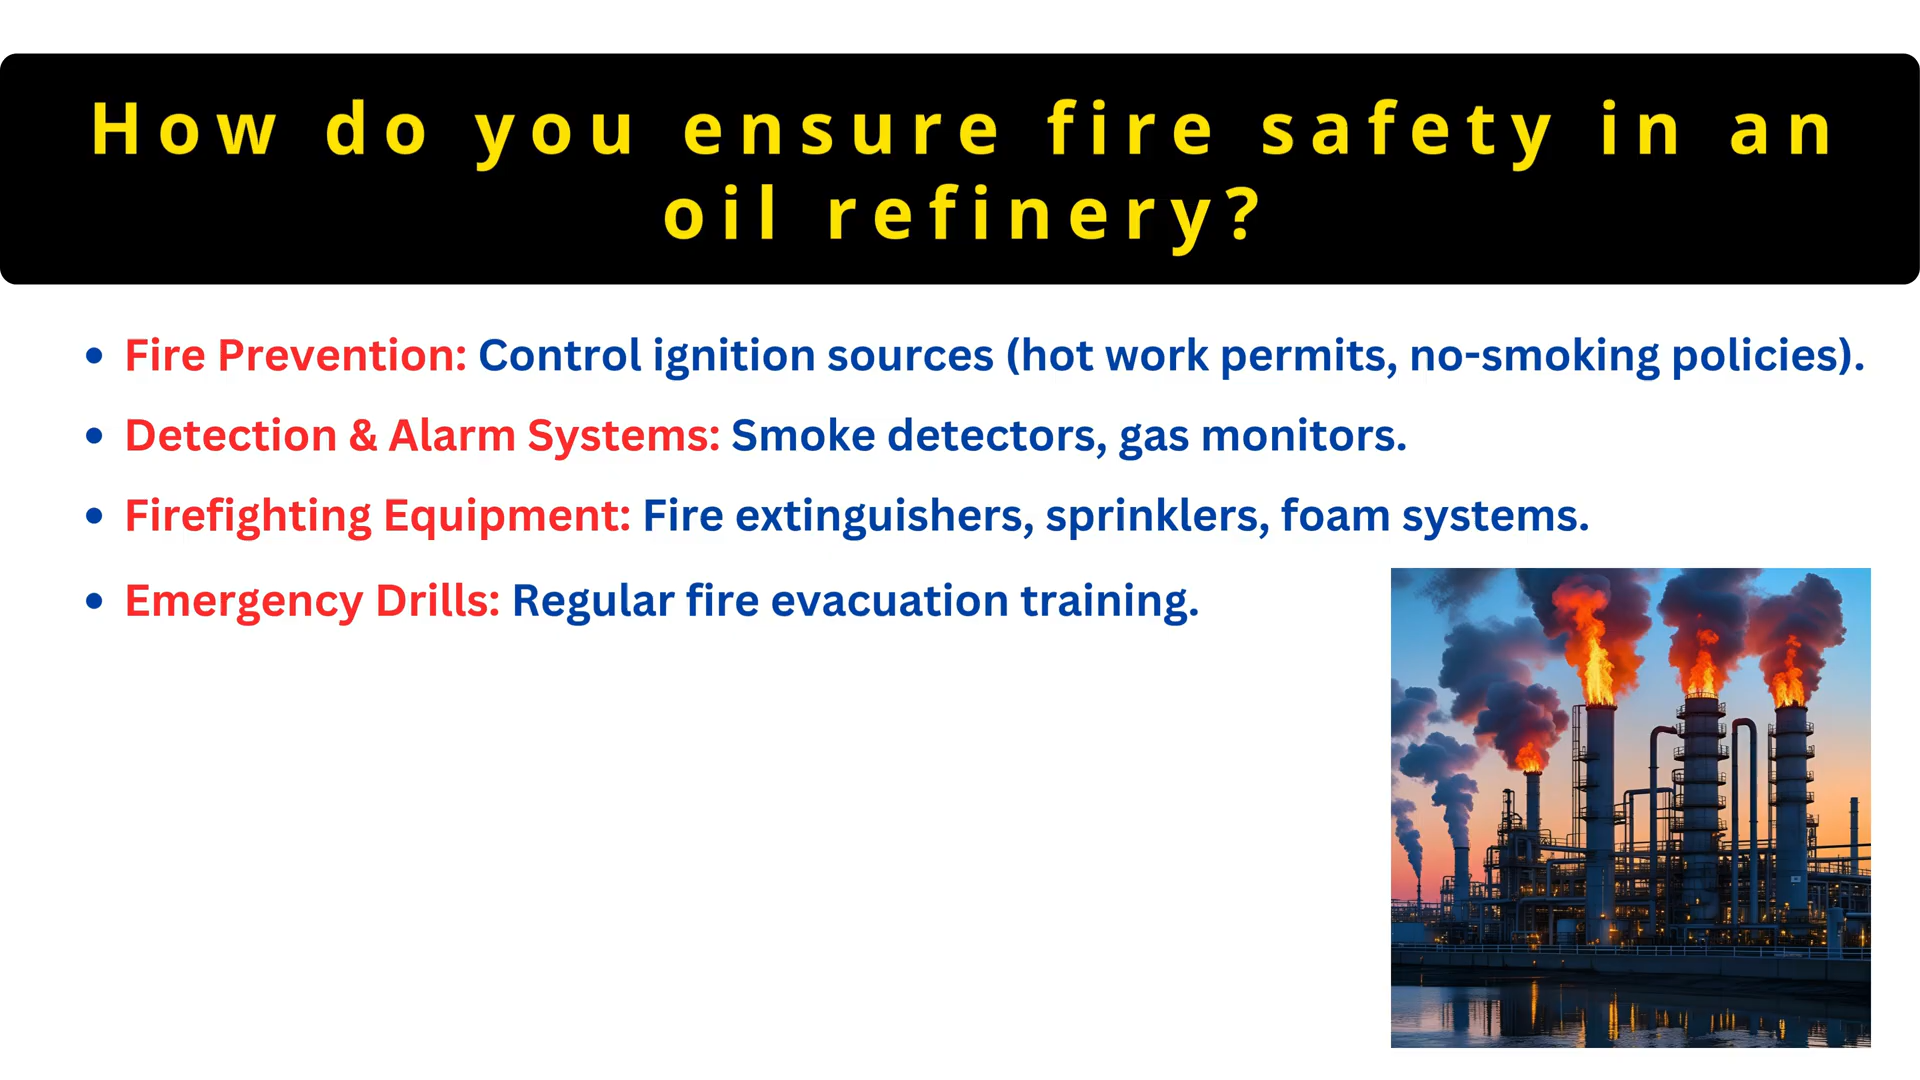 How do you ensure fire safety in an
oil refinery?
• Fire Prevention: Control ignition sources (hot work permits, no-smoking policies).
• Detection & Alarm Systems: Smoke detectors, gas monitors.
• Firefighting Equipment: Fire extinguishers, sprinklers, foam systems.
• Emergency Drills: Regular fire evacuation training.